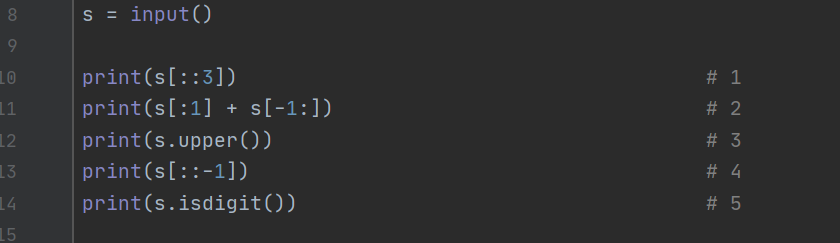 8 s = input()
9
10 print(s[::3]) # 1
11 print(s[:1] + s[-1:]) # 2
12 print(s.upper()) # 3
13 print(s[::-1]) # 4
14 print(s.isdigit()) # 5
15